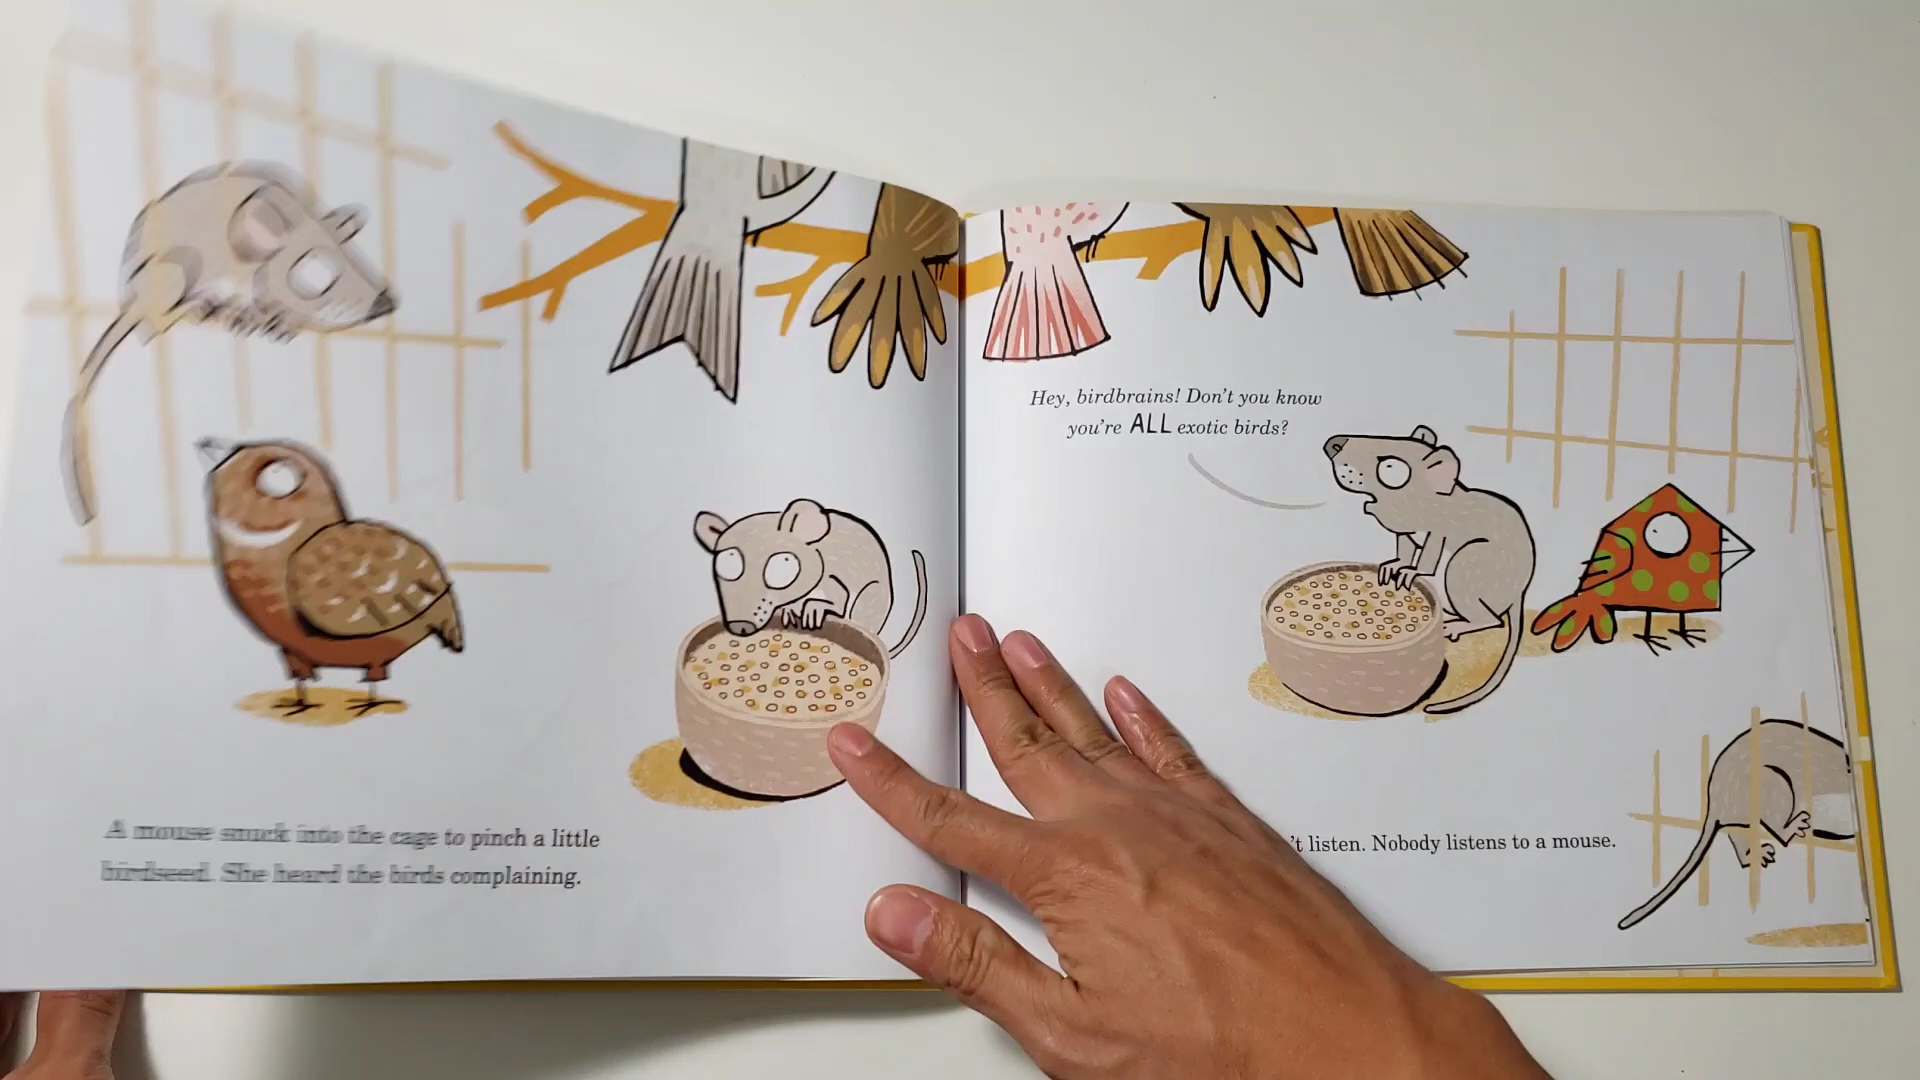 A mouse snuck into the cage to pinch a little
birdseed. She heard the birds complaining.
Hey, birdbrains! Don't you know
you're ALL exotic birds?
't listen. Nobody listens to a mouse.